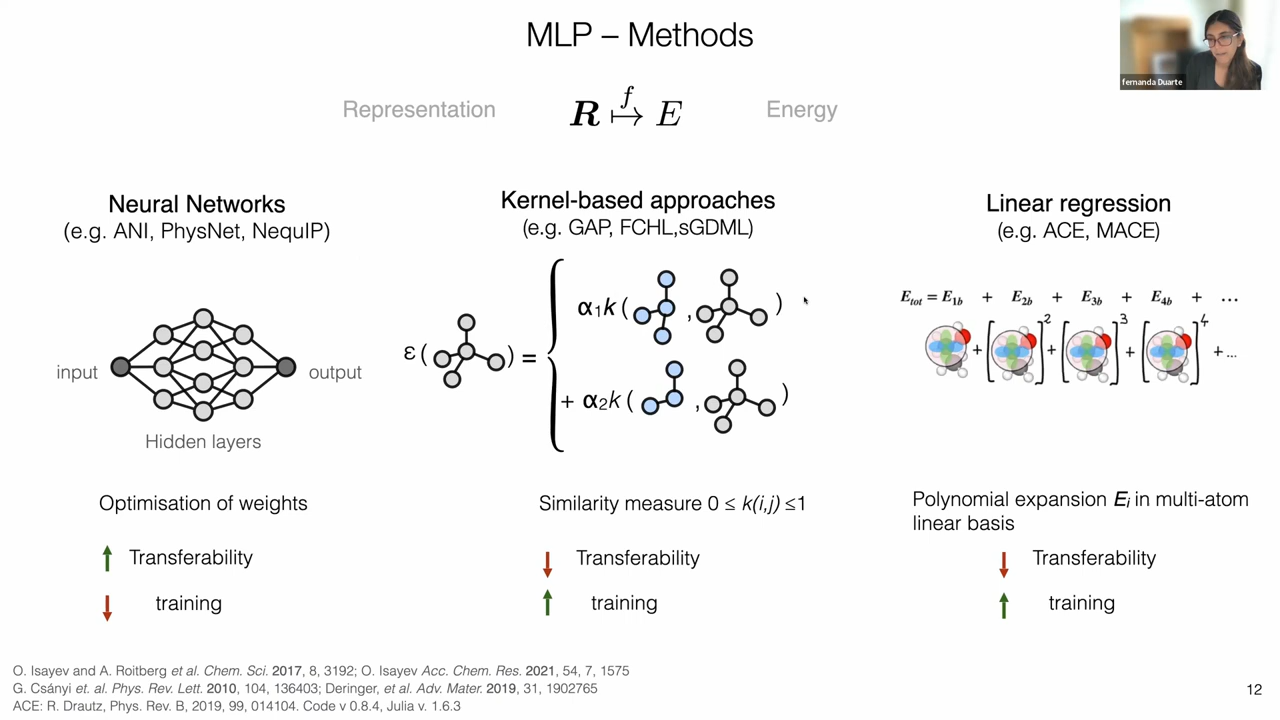 MLP – Methods
fernanda Duarte
Representation
R f ↦ E
Energy
Neural Networks
(e.g. ANI, PhysNet, NequIP)
Kernel-based approaches
(e.g. GAP, FCHL,sGDML)
Linear regression
(e.g. ACE, MACE)
input
output
Hidden layers
ε( ) =
α₁k( , )
+ α₂k( , )
E_tot = E_1b + E_2b + E_3b + E_4b + …
+ [ ]² + [ ]³ + [ ]⁴ + ...
Optimisation of weights
↑ Transferability
↓ training
Similarity measure 0 ≤ k(i,j) ≤1
↓ Transferability
↑ training
Polynomial expansion Eᵢ in multi-atom
linear basis
↓ Transferability
↑ training
O. Isayev and A. Roitberg et al. Chem. Sci. 2017, 8, 3192; O. Isayev Acc. Chem. Res. 2021, 54, 7, 1575
G. Csányi et. al. Phys. Rev. Lett. 2010, 104, 136403; Deringer, et al. Adv. Mater. 2019, 31, 1902765
ACE: R. Drautz, Phys. Rev. B, 2019, 99, 014104. Code v 0.8.4, Julia v. 1.6.3
12